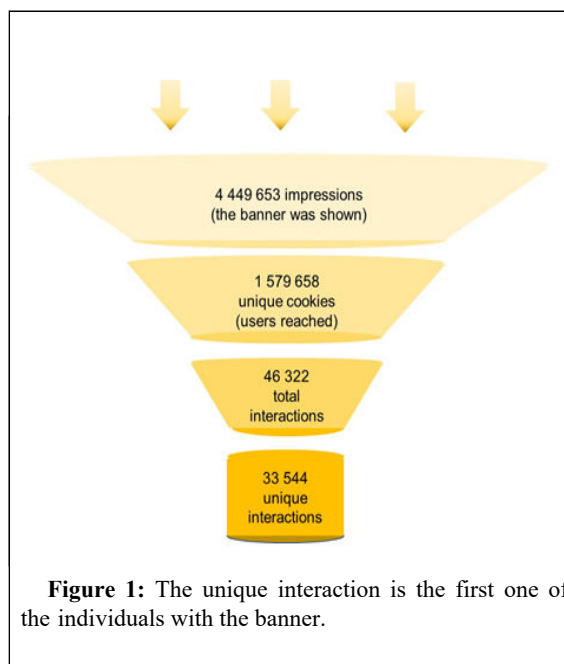 4 449 653 impressions
(the banner was shown)
1 579 658
unique cookies
(users reached)
46 322
total
interactions
33 544
unique
interactions
Figure 1: The unique interaction is the first one of
the individuals with the banner.